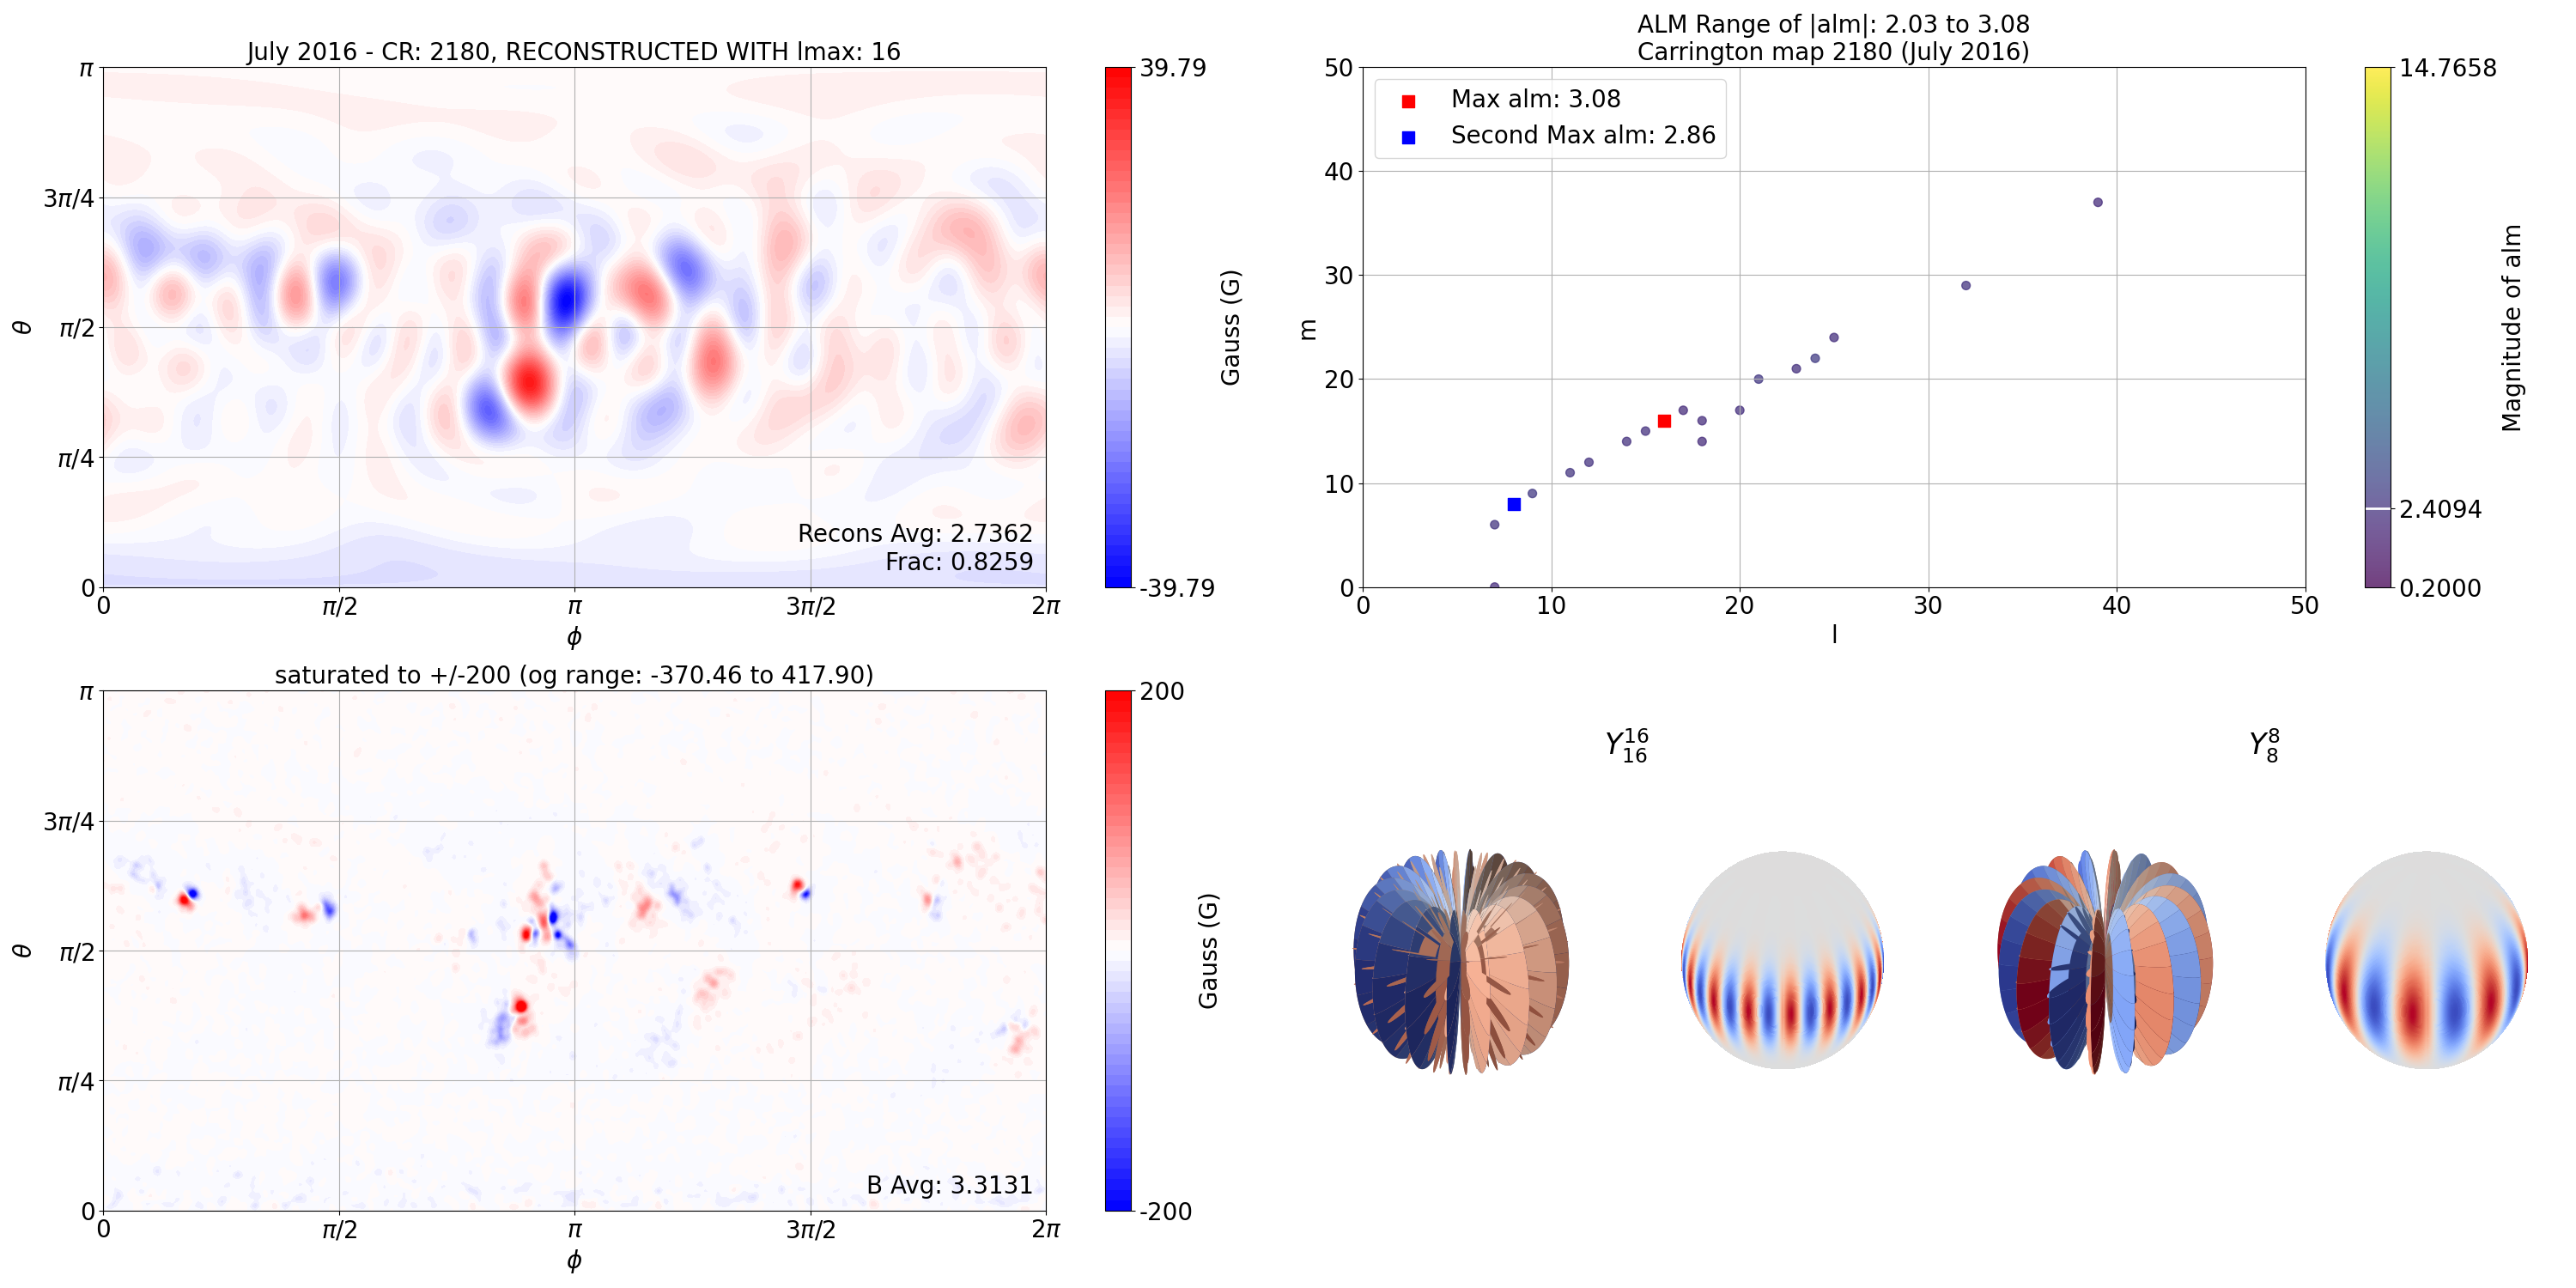 July 2016 - CR: 2180, RECONSTRUCTED WITH lmax: 16
π
3π/4
π/2
π/4
0
θ
0
π/2
π
3π/2
2π
ϕ
Recons Avg: 2.7362
Frac: 0.8259
39.79
-39.79
Gauss (G)
ALM Range of |alm|: 2.03 to 3.08
Carrington map 2180 (July 2016)
Max alm: 3.08
Second Max alm: 2.86
50
40
30
20
10
0
m
0
10
20
30
40
50
l
14.7658
2.4094
0.2000
Magnitude of alm
saturated to +/-200 (og range: -370.46 to 417.90)
π
3π/4
π/2
π/4
0
θ
0
π/2
π
3π/2
2π
ϕ
B Avg: 3.3131
200
-200
Gauss (G)
Y₁₆¹⁶
Y₈⁸